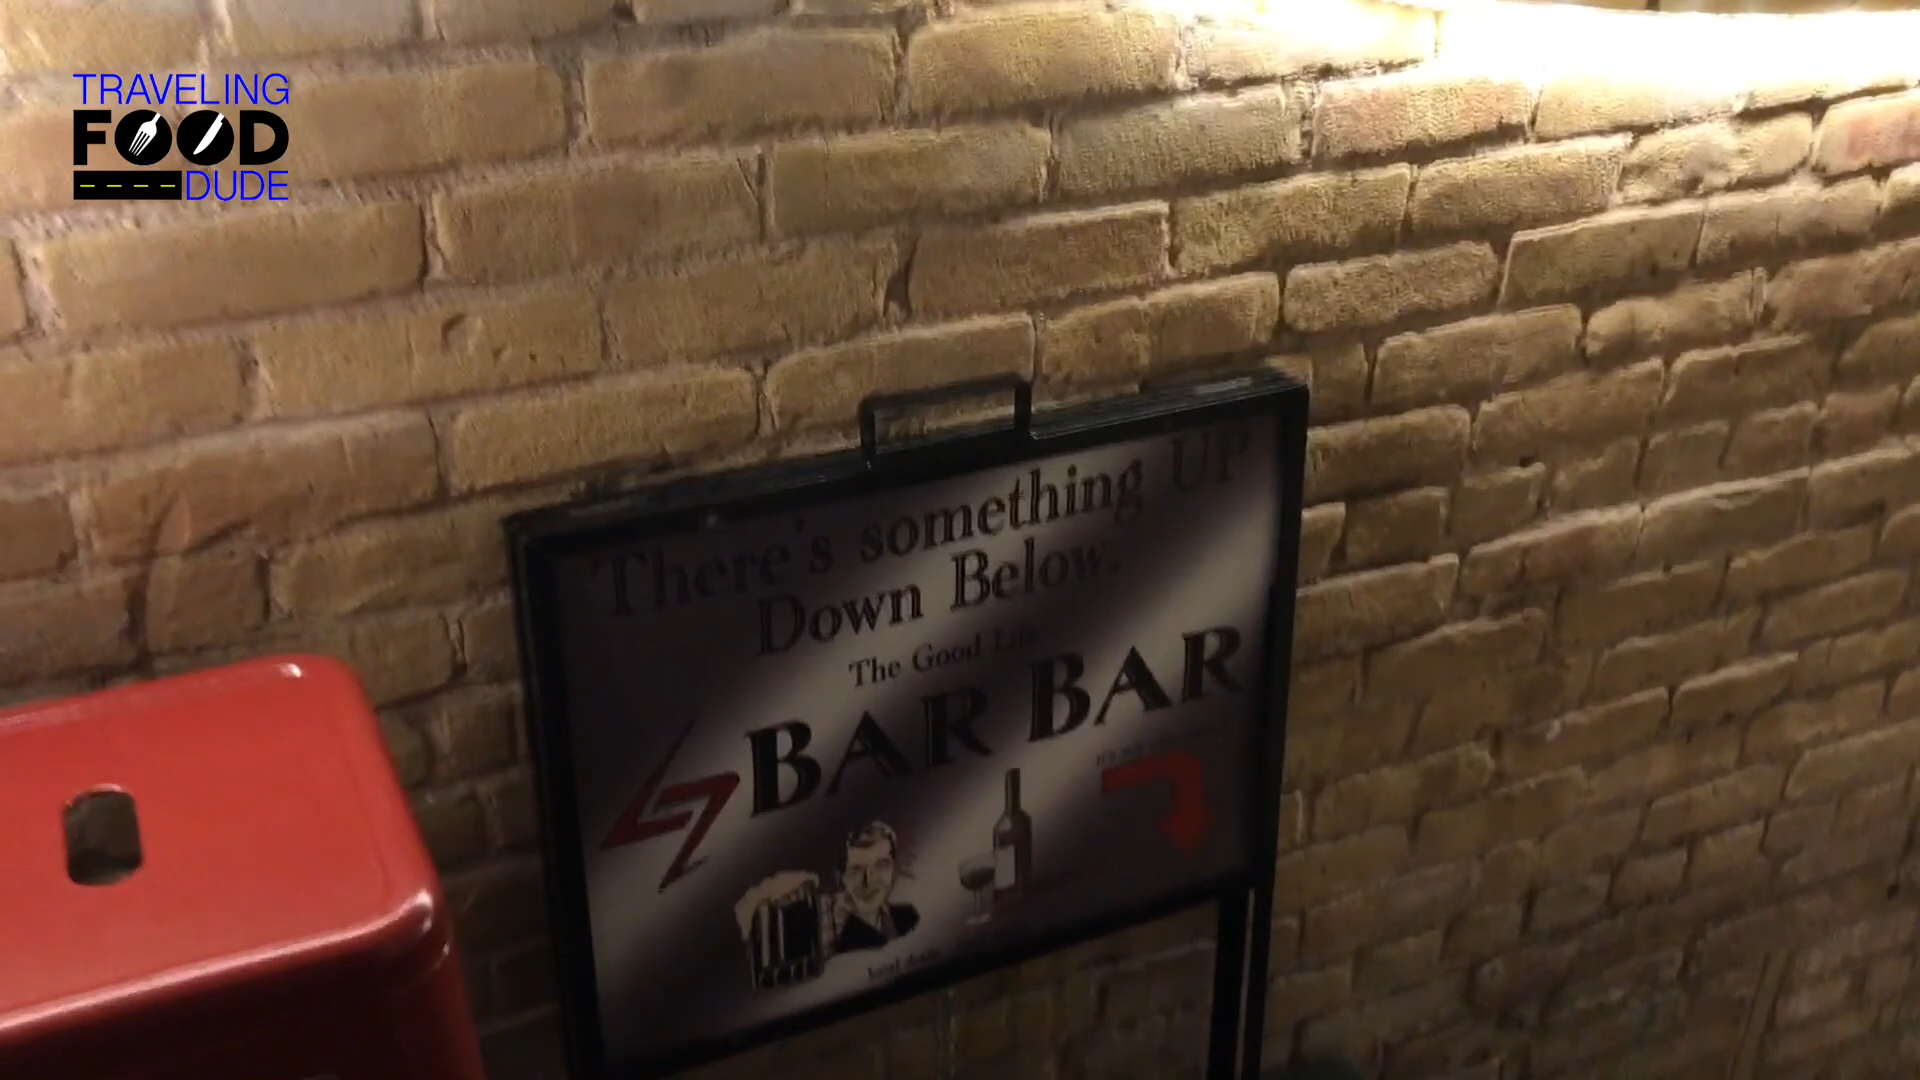 TRAVELING
FOOD
DUDE
There's something UP
Down Below.
The Good Life
BAR BAR